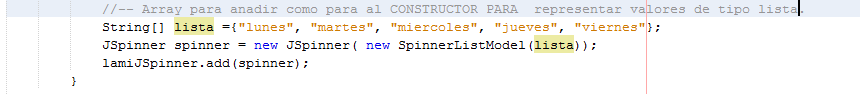 //-- Array para anadir como para al CONSTRUCTOR PARA  representar valores de tipo lista.
String[] lista ={"lunes", "martes", "miercoles", "jueves", "viernes"};
JSpinner spinner = new JSpinner( new SpinnerListModel(lista));
lamiJSpinner.add(spinner);
}